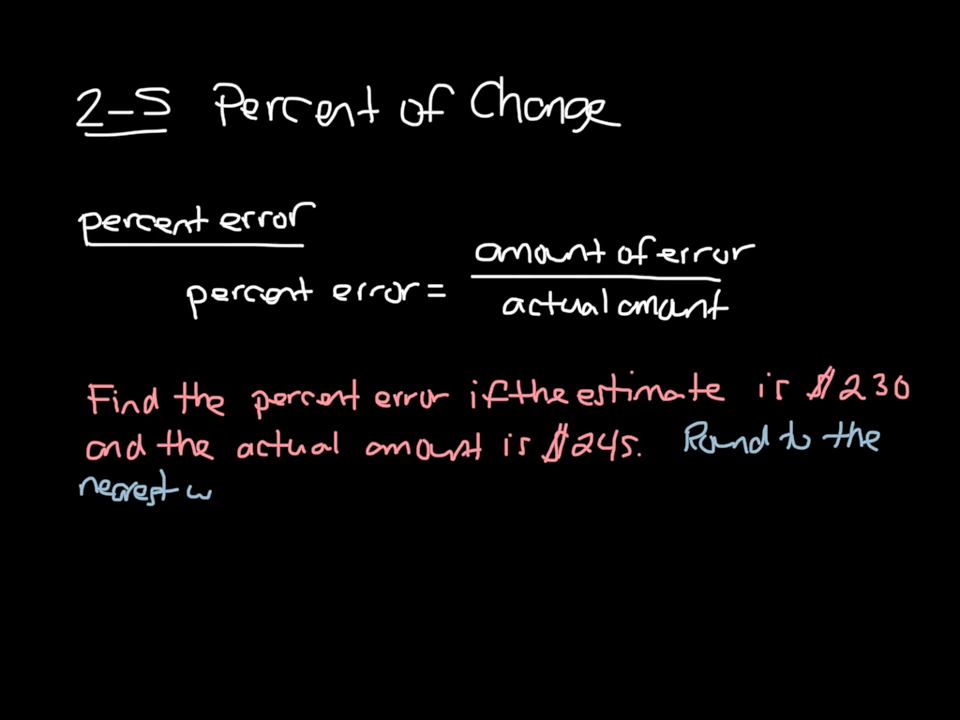 2-5 Percent of Change
percent error
percent error = amount of error
actual amount
Find the percent error if the estimate is $230
and the actual amount is $245. Round to the
nearest w